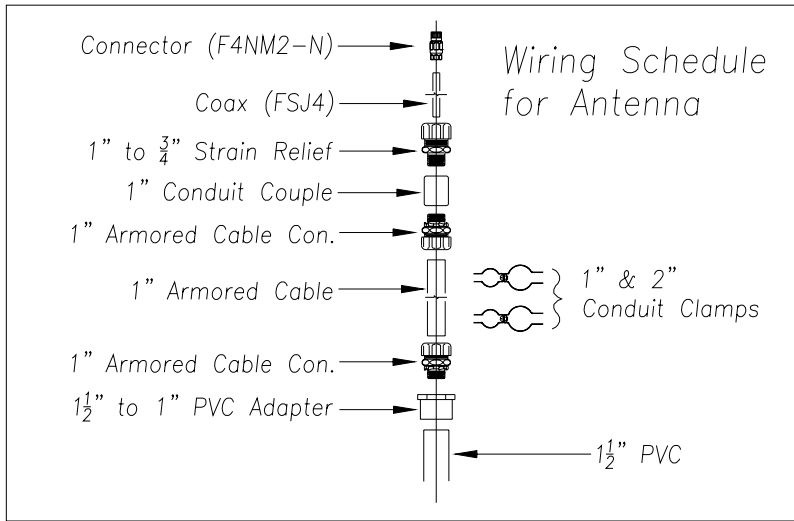 Wiring Schedule
for Antenna
Connector (F4NM2-N)
Coax (FSJ4)
1" to 3/4" Strain Relief
1" Conduit Couple
1" Armored Cable Con.
1" Armored Cable
1" & 2"
Conduit Clamps
1" Armored Cable Con.
1 1/2" to 1" PVC Adapter
1 1/2" PVC